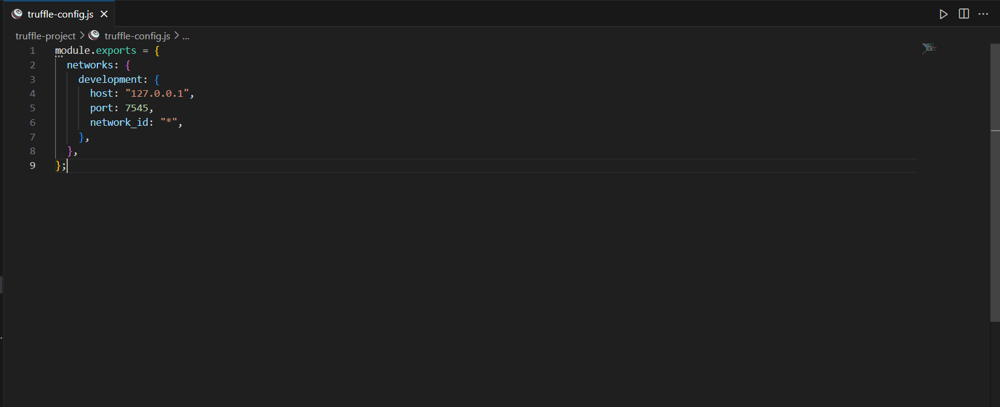 truffle-config.js
truffle-project > truffle-config.js > ...
1 module.exports = {
2   networks: {
3     development: {
4       host: "127.0.0.1",
5       port: 7545,
6       network_id: "*",
7     },
8   },
9 };